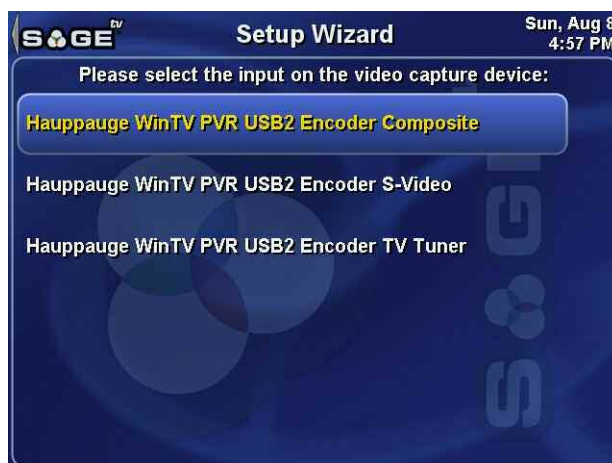 SAGE tv
Setup Wizard
Sun, Aug 8
4:57 PM
Please select the input on the video capture device:
Hauppauge WinTV PVR USB2 Encoder Composite
Hauppauge WinTV PVR USB2 Encoder S-Video
Hauppauge WinTV PVR USB2 Encoder TV Tuner